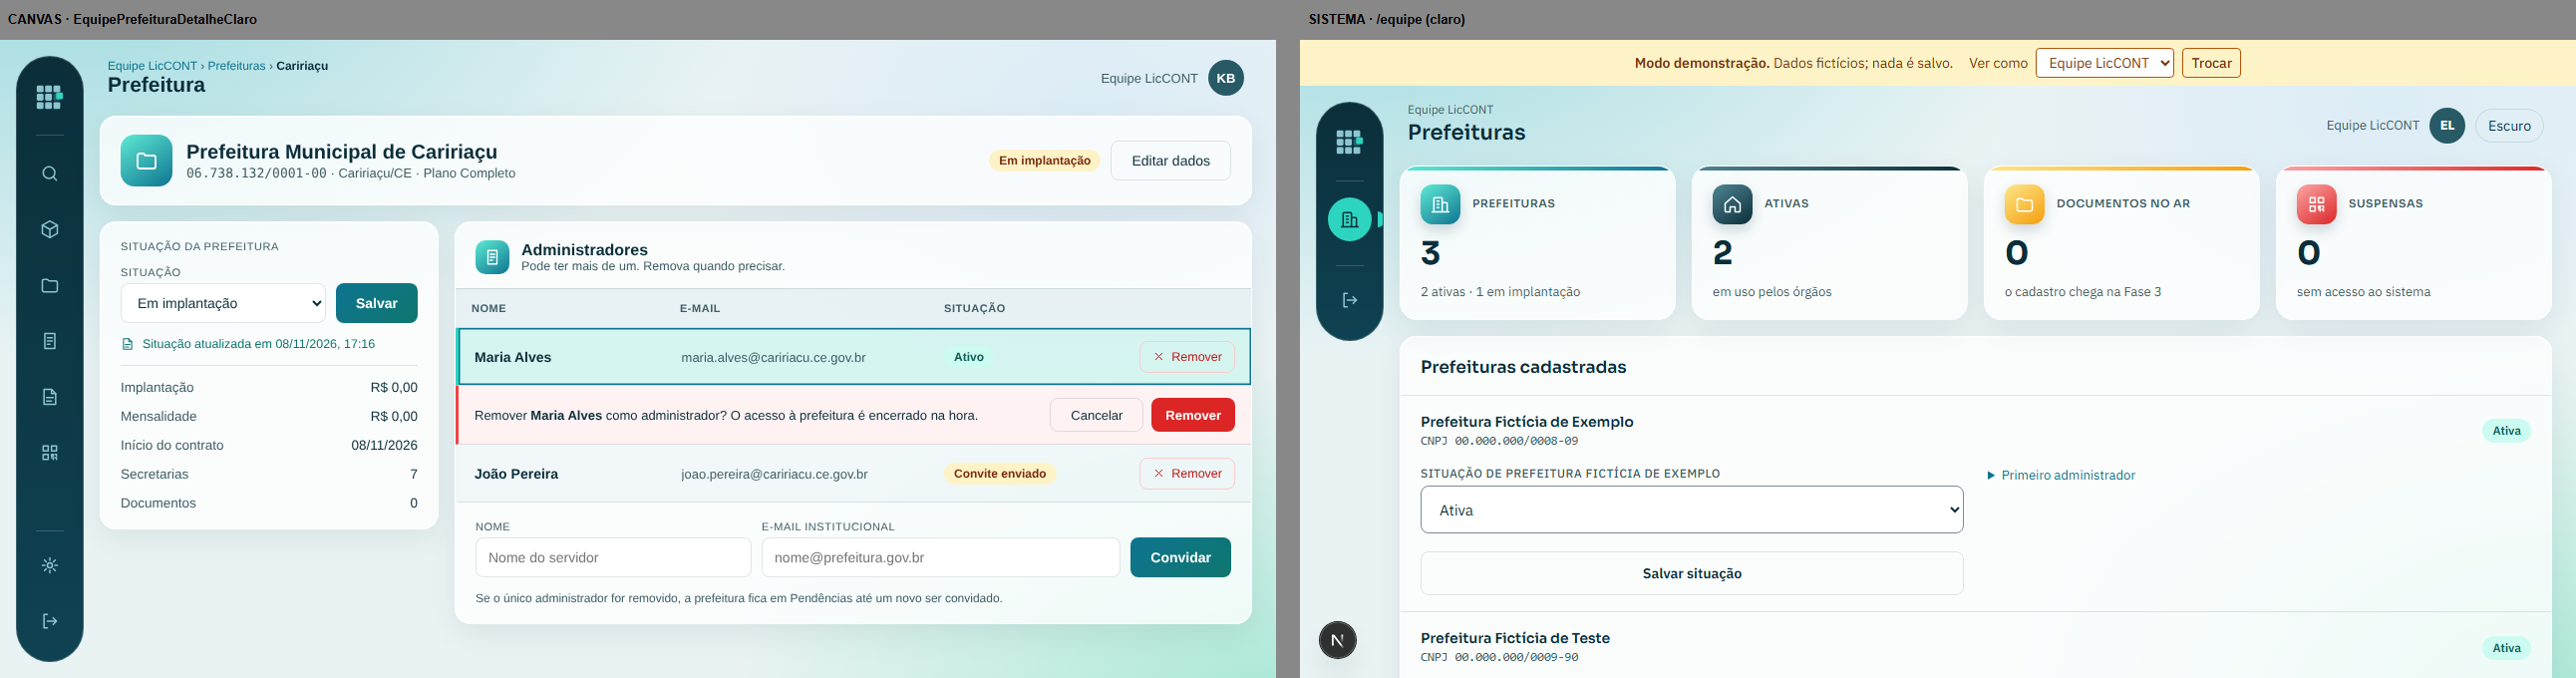 CANVAS · EquipePrefeituraDetalheClaro
Equipe LicCONT › Prefeituras › Caririaçu
Prefeitura
Equipe LicCONT KB
Prefeitura Municipal de Caririaçu
06.738.132/0001-00 · Caririaçu/CE · Plano Completo
Em implantação Editar dados
SITUAÇÃO DA PREFEITURA
SITUAÇÃO
Em implantação Salvar
Situação atualizada em 08/11/2026, 17:16
Implantação R$ 0,00
Mensalidade R$ 0,00
Início do contrato 08/11/2026
Secretarias 7
Documentos 0
Administradores
Pode ter mais de um. Remova quando precisar.
NOME E-MAIL SITUAÇÃO
Maria Alves maria.alves@caririacu.ce.gov.br Ativo Remover
Remover Maria Alves como administrador? O acesso à prefeitura é encerrado na hora. Cancelar Remover
João Pereira joao.pereira@caririacu.ce.gov.br Convite enviado Remover
NOME E-MAIL INSTITUCIONAL
Nome do servidor nome@prefeitura.gov.br Convidar
Se o único administrador for removido, a prefeitura fica em Pendências até um novo ser convidado.
SISTEMA · /equipe (claro)
Modo demonstração. Dados fictícios; nada é salvo. Ver como Equipe LicCONT Trocar
Equipe LicCONT
Prefeituras
Equipe LicCONT EL Escuro
PREFEITURAS
3
2 ativas · 1 em implantação
ATIVAS
2
em uso pelos órgãos
DOCUMENTOS NO AR
0
o cadastro chega na Fase 3
SUSPENSAS
0
sem acesso ao sistema
Prefeituras cadastradas
Prefeitura Fictícia de Exemplo
CNPJ 00.000.000/0008-09
Ativa
SITUAÇÃO DE PREFEITURA FICTÍCIA DE EXEMPLO
Ativa
Salvar situação
Primeiro administrador
Prefeitura Fictícia de Teste
CNPJ 00.000.000/0009-90
Ativa
N